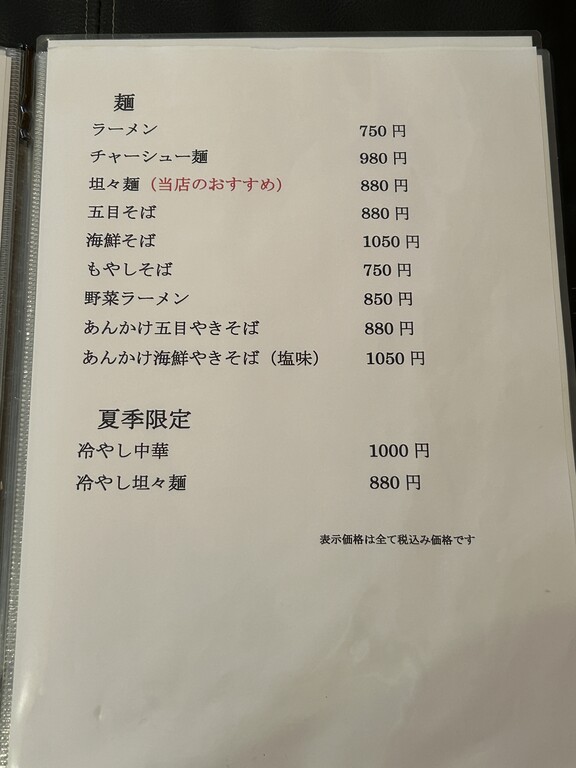 麺
ラーメン 750 円
チャーシュー麺 980 円
坦々麺（当店のおすすめ） 880 円
五目そば 880 円
海鮮そば 1050 円
もやしそば 750 円
野菜ラーメン 850 円
あんかけ五目やきそば 880 円
あんかけ海鮮やきそば（塩味） 1050 円
夏季限定
冷やし中華 1000 円
冷やし坦々麺 880 円
表示価格は全て税込み価格です